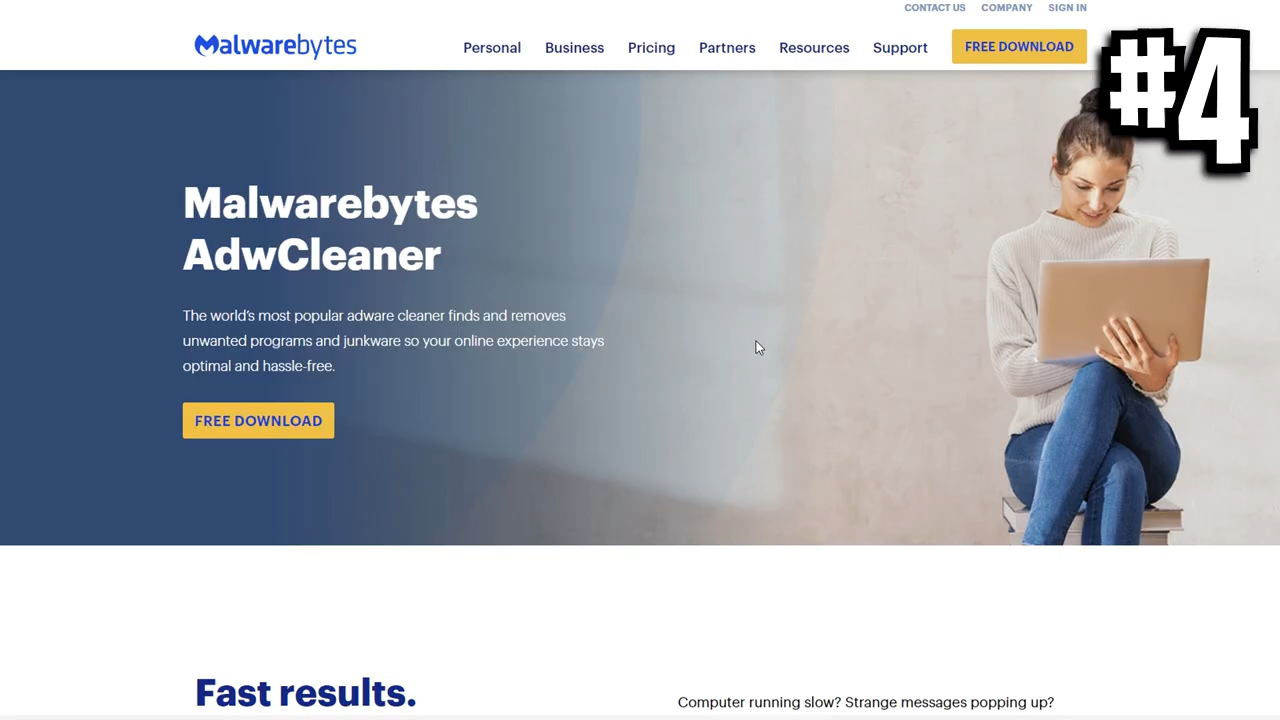 CONTACT US COMPANY SIGN IN
Malwarebytes
Personal Business Pricing Partners Resources Support FREE DOWNLOAD
#4
Malwarebytes
AdwCleaner
The world's most popular adware cleaner finds and removes
unwanted programs and junkware so your online experience stays
optimal and hassle-free.
FREE DOWNLOAD
Fast results.
Computer running slow? Strange messages popping up?